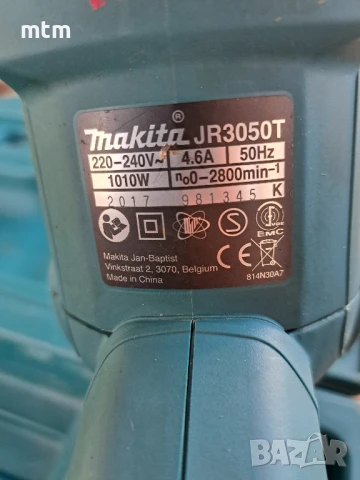 mtm
makita® JR3050T
220-240V~ 4.6A 50Hz
1010W n₀0-2800min⁻¹
2017 981345 K
S
EMC
CE
Makita Jan-Baptist
Vinkstraat 2, 3070, Belgium
Made in China
814N30A7
BAZAR